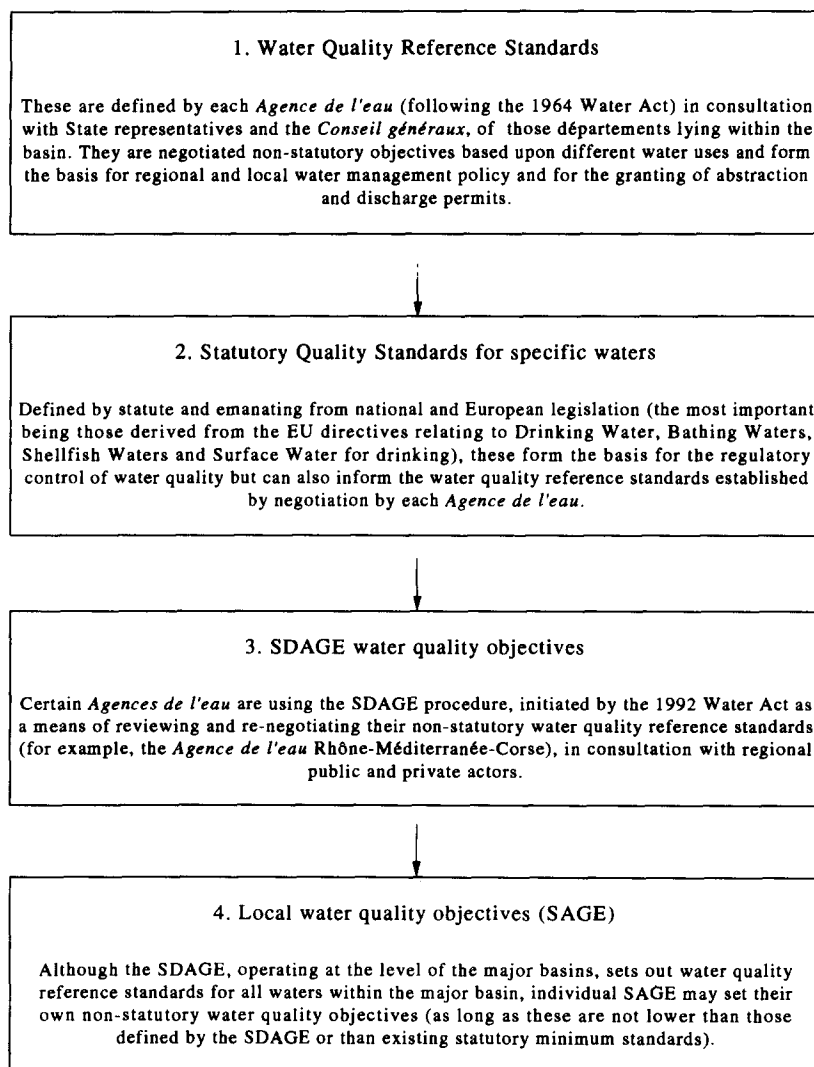 1. Water Quality Reference Standards
These are defined by each Agence de l'eau (following the 1964 Water Act) in consultation
with State representatives and the Conseil généraux, of those départements lying within the
basin. They are negotiated non-statutory objectives based upon different water uses and form
the basis for regional and local water management policy and for the granting of abstraction
and discharge permits.
2. Statutory Quality Standards for specific waters
Defined by statute and emanating from national and European legislation (the most important
being those derived from the EU directives relating to Drinking Water, Bathing Waters,
Shellfish Waters and Surface Water for drinking), these form the basis for the regulatory
control of water quality but can also inform the water quality reference standards established
by negotiation by each Agence de l'eau.
3. SDAGE water quality objectives
Certain Agences de l'eau are using the SDAGE procedure, initiated by the 1992 Water Act as
a means of reviewing and re-negotiating their non-statutory water quality reference standards
(for example, the Agence de l'eau Rhône-Méditerranée-Corse), in consultation with regional
public and private actors.
4. Local water quality objectives (SAGE)
Although the SDAGE, operating at the level of the major basins, sets out water quality
reference standards for all waters within the major basin, individual SAGE may set their
own non-statutory water quality objectives (as long as these are not lower than those
defined by the SDAGE or than existing statutory minimum standards).